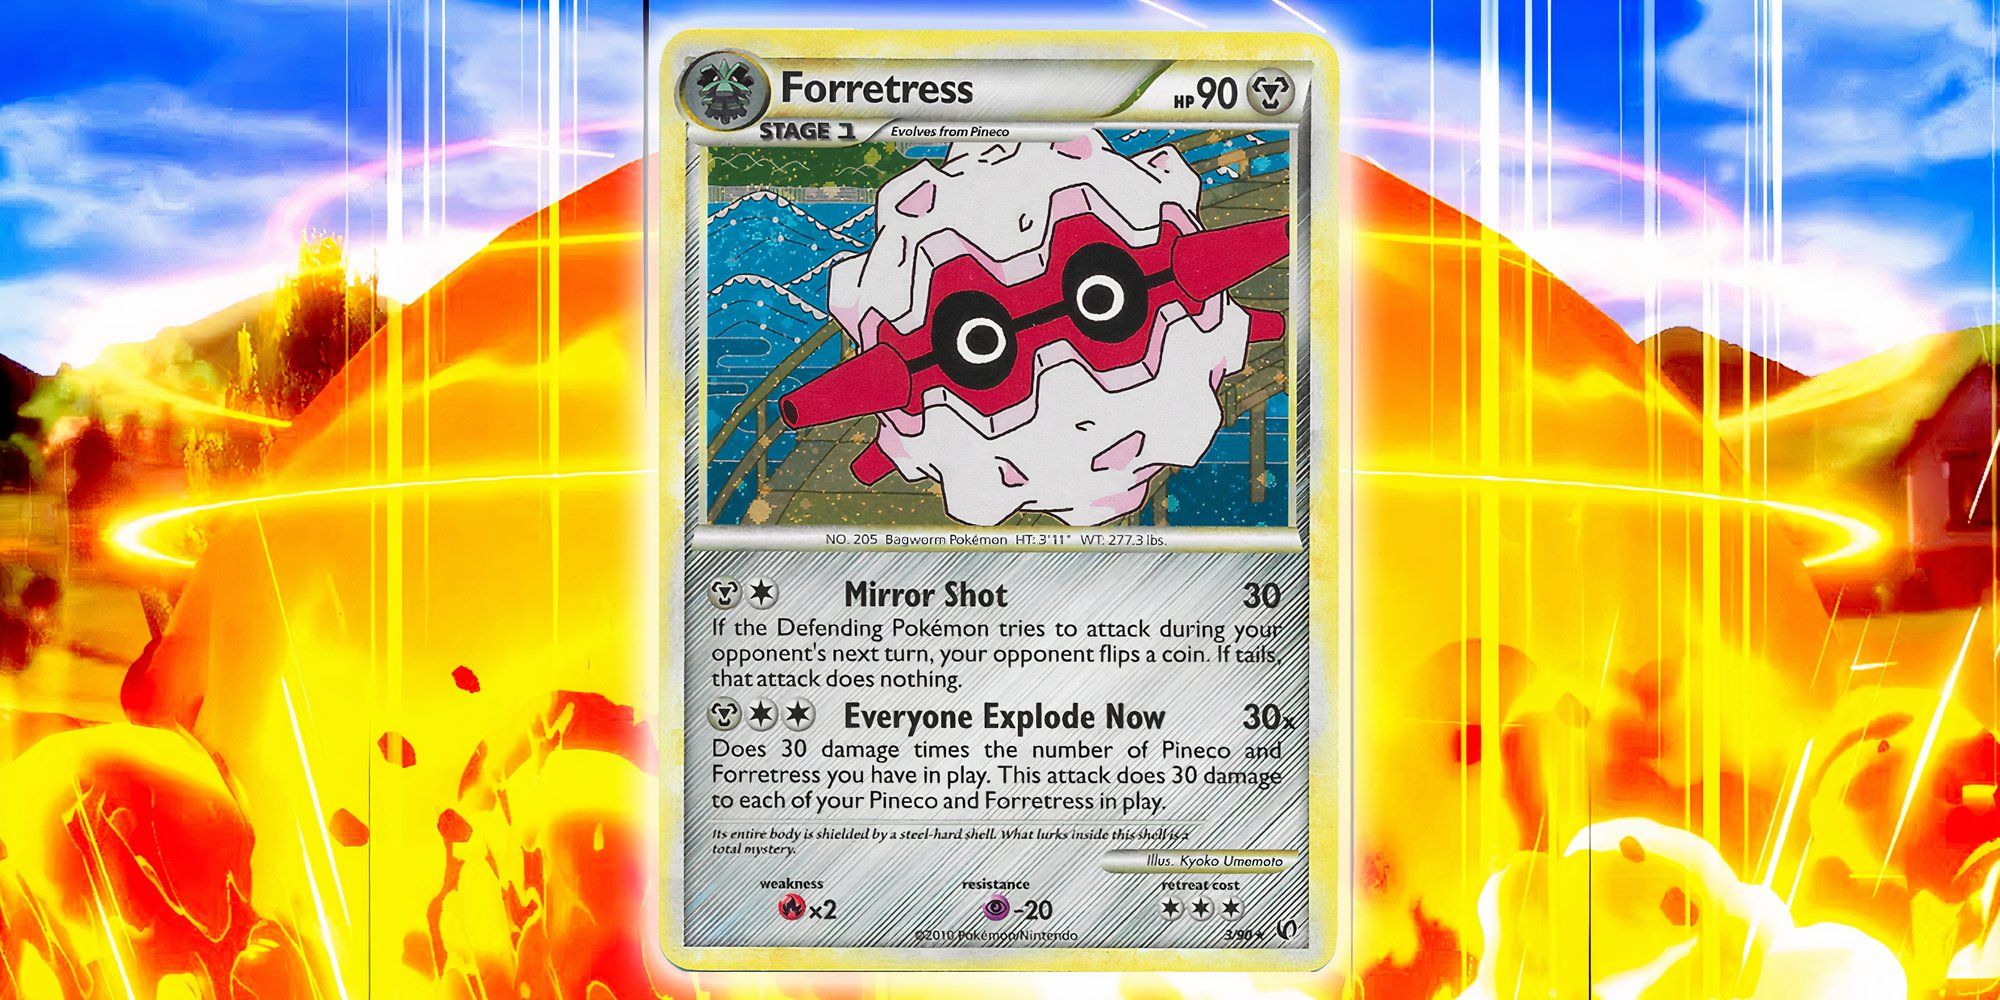 Forretress
HP 90
STAGE 1 Evolves from Pineco
NO. 205 Bagworm Pokémon HT: 3'11" WT: 277.3 lbs.
Mirror Shot 30
If the Defending Pokémon tries to attack during your
opponent's next turn, your opponent flips a coin. If tails,
that attack does nothing.
Everyone Explode Now 30x
Does 30 damage times the number of Pineco and
Forretress you have in play. This attack does 30 damage
to each of your Pineco and Forretress in play.
Its entire body is shielded by a steel-hard shell. What lurks inside this shell is a
total mystery.
Illus. Kyoko Umemoto
weakness resistance retreat cost
×2 -20
©2010 Pokémon/Nintendo 3/90★